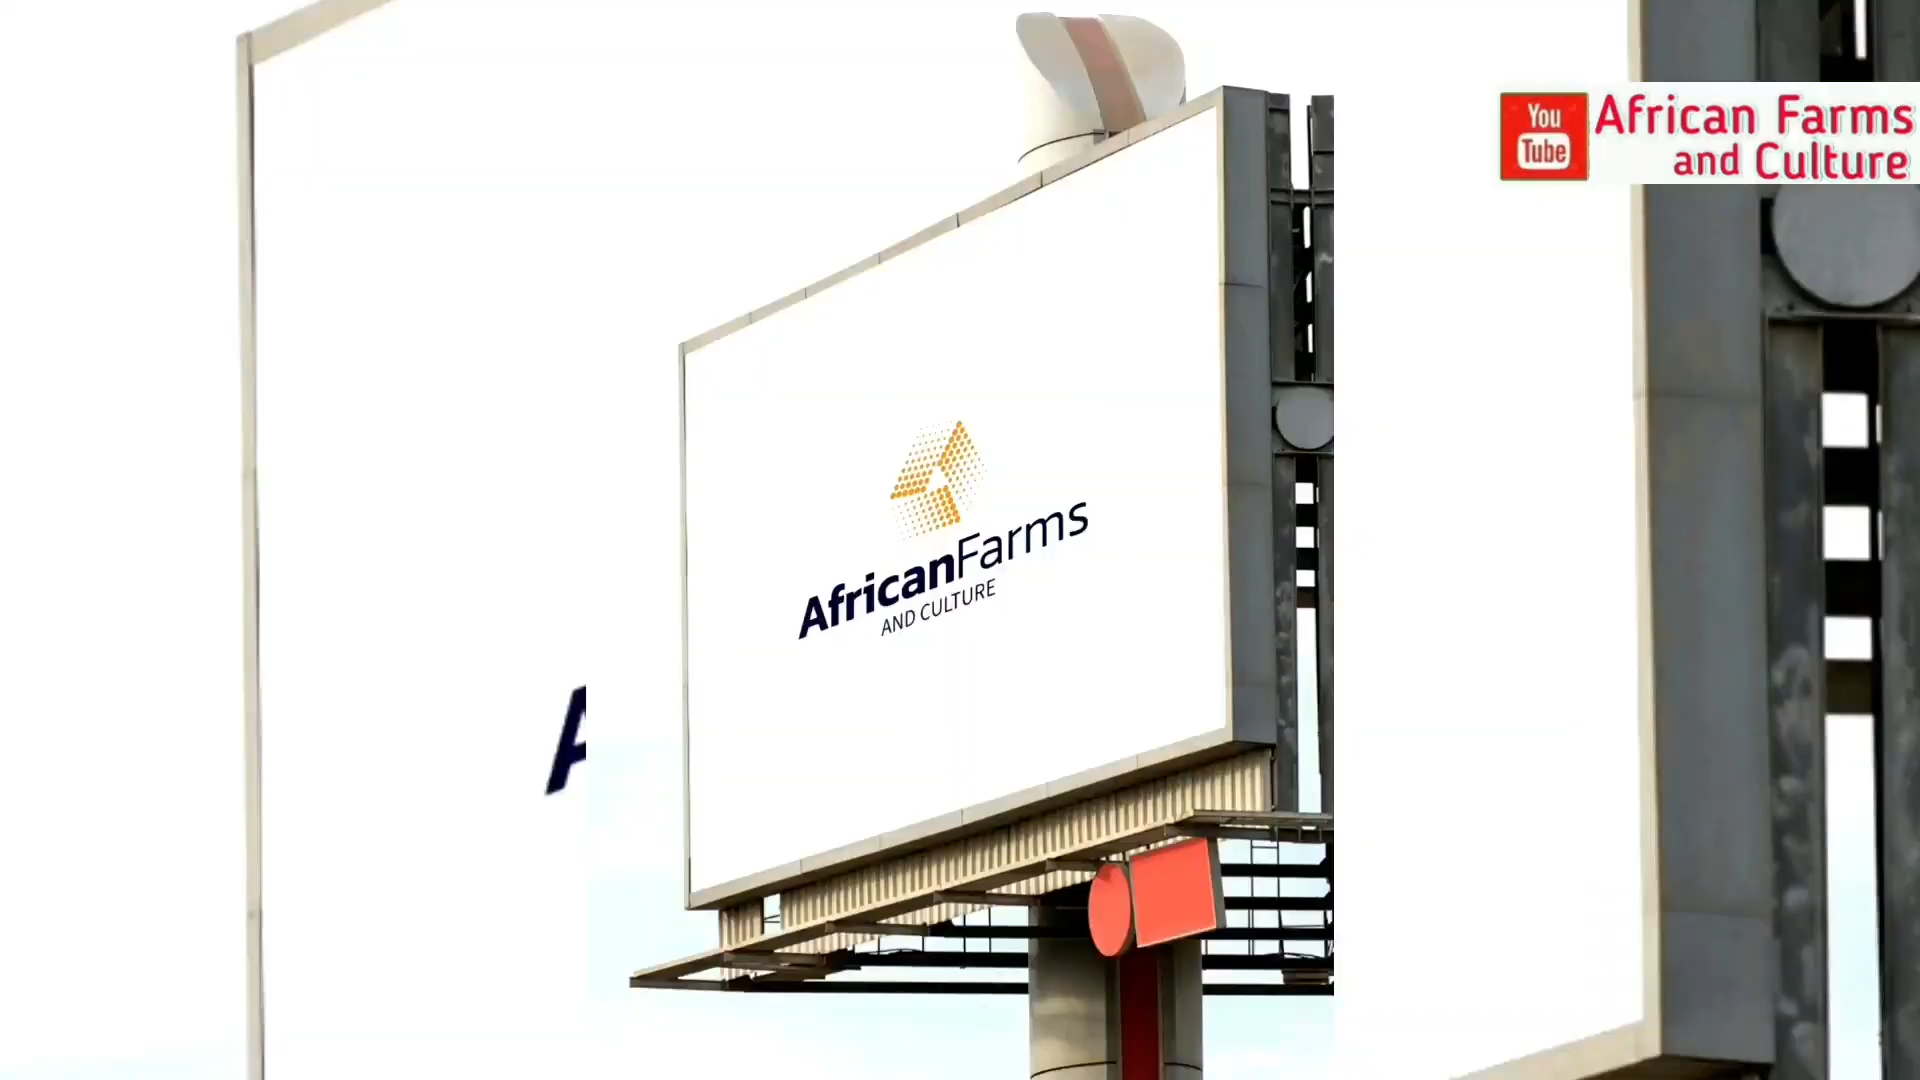 You
Tube
African Farms
and Culture
AfricanFarms
AND CULTURE
A